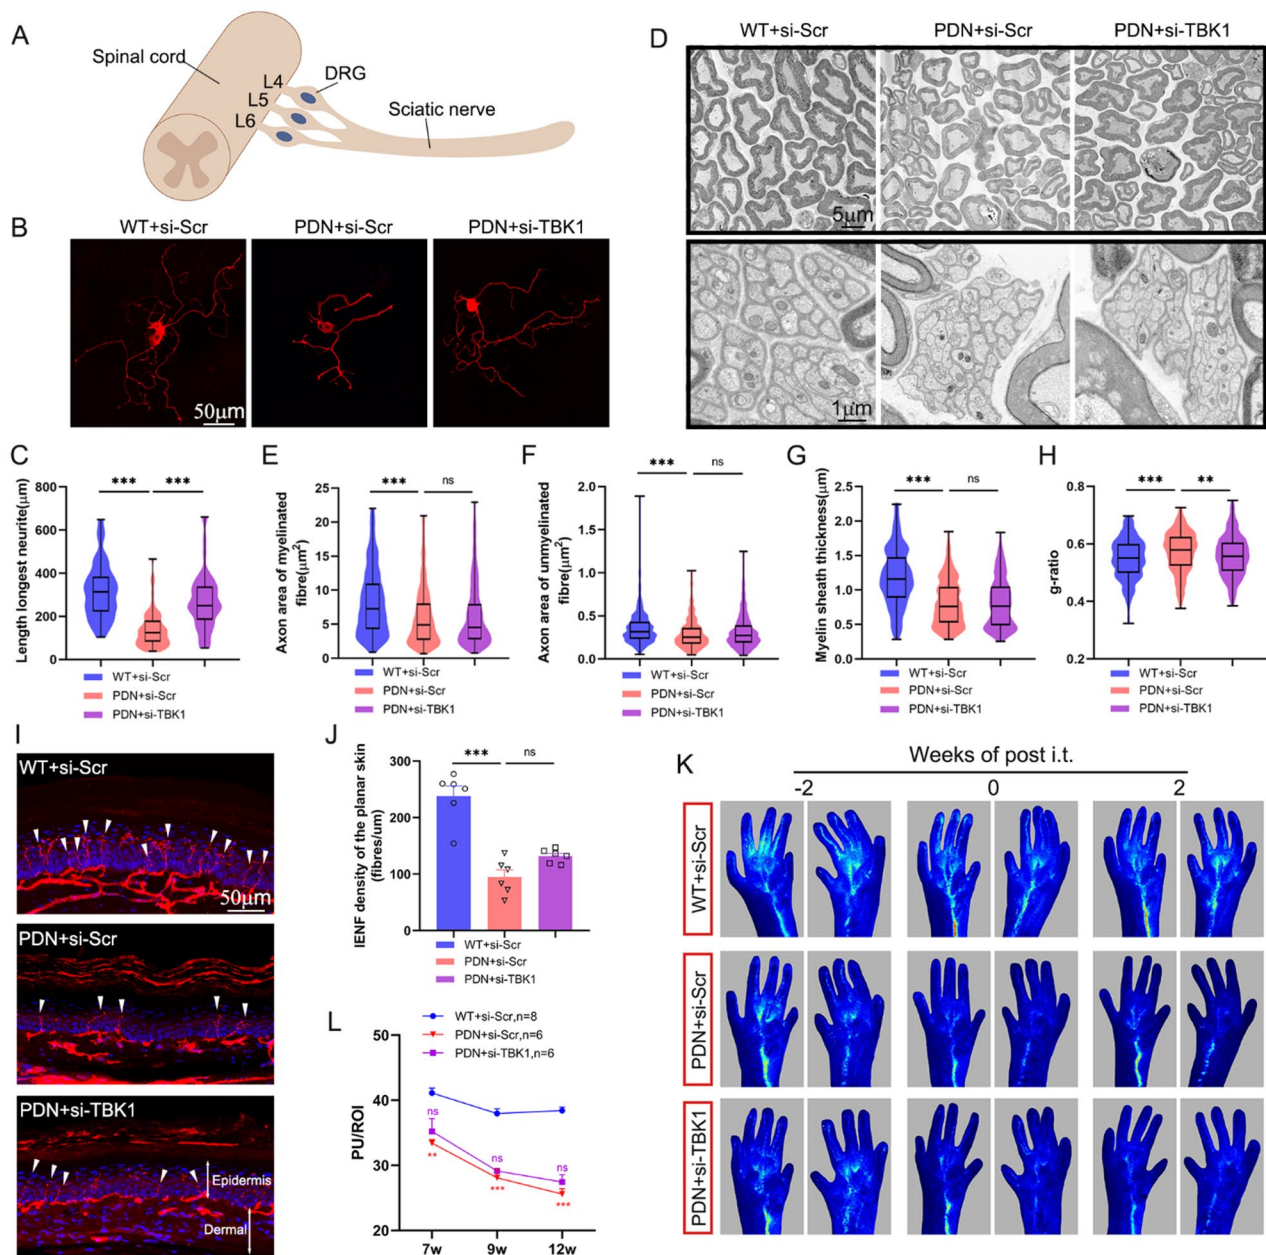 A
Spinal cord
L4
L5
L6
DRG
Sciatic nerve
B
WT+si-Scr
PDN+si-Scr
PDN+si-TBK1
50μm
D
WT+si-Scr
PDN+si-Scr
PDN+si-TBK1
5μm
1μm
C
Length longest neurite(μm)
800
600
400
200
0
***
***
WT+si-Scr
PDN+si-Scr
PDN+si-TBK1
E
Axon area of myelinated
fibre(μm²)
25
20
15
10
5
0
***
ns
WT+si-Scr
PDN+si-Scr
PDN+si-TBK1
F
Axon area of unmyelinated
fibre(μm²)
2.0
1.5
1.0
0.5
0.0
***
ns
WT+si-Scr
PDN+si-Scr
PDN+si-TBK1
G
Myelin sheath thickness(μm)
2.5
2.0
1.5
1.0
0.5
0.0
***
ns
WT+si-Scr
PDN+si-Scr
PDN+si-TBK1
H
g-ratio
0.8
0.6
0.4
0.2
***
**
WT+si-Scr
PDN+si-Scr
PDN+si-TBK1
I
WT+si-Scr
50μm
PDN+si-Scr
PDN+si-TBK1
Epidermis
Dermal
J
IENF density of the planar skin
(fibres/um)
300
200
100
0
***
ns
WT+si-Scr
PDN+si-Scr
PDN+si-TBK1
K
Weeks of post i.t.
-2
0
2
WT+si-Scr
PDN+si-Scr
PDN+si-TBK1
L
WT+si-Scr,n=8
PDN+si-Scr,n=6
PDN+si-TBK1,n=6
PU/ROI
50
40
30
20
ns
**
ns
***
ns
***
7w
9w
12w